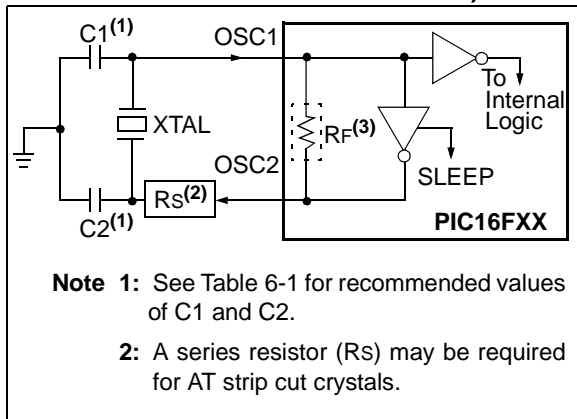 C1(1)
OSC1
To
Internal
Logic
XTAL
RF(3)
OSC2
SLEEP
RS(2)
C2(1)
PIC16FXX
Note 1: See Table 6-1 for recommended values
of C1 and C2.
2: A series resistor (RS) may be required
for AT strip cut crystals.